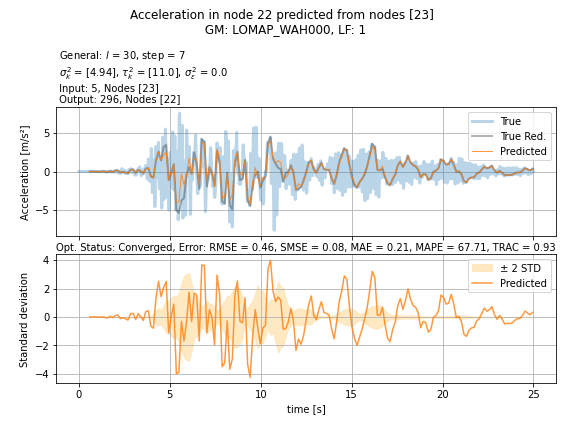 Acceleration in node 22 predicted from nodes [23]
GM: LOMAP_WAH000, LF: 1
General: l = 30, step = 7
σ²ₖ = [4.94], τ²ₖ = [11.0], σ²ε = 0.0
Input: 5, Nodes [23]
Output: 296, Nodes [22]
Acceleration [m/s²]
5
0
−5
True
True Red.
Predicted
Opt. Status: Converged, Error: RMSE = 0.46, SMSE = 0.08, MAE = 0.21, MAPE = 67.71, TRAC = 0.93
Standard deviation
4
2
0
−2
−4
± 2 STD
Predicted
0 5 10 15 20 25
time [s]